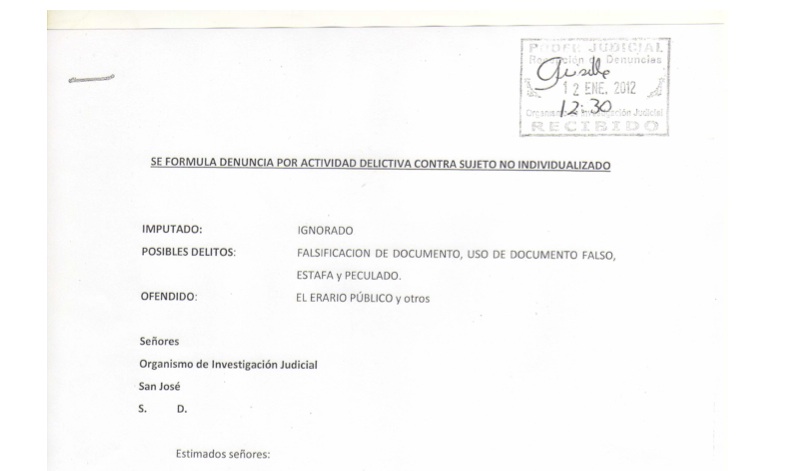 PODER JUDICIAL
Recepción de Denuncias
Giselle
12 ENE. 2012
12:30
Organismo de Investigación Judicial
RECIBIDO
SE FORMULA DENUNCIA POR ACTIVIDAD DELICTIVA CONTRA SUJETO NO INDIVIDUALIZADO
IMPUTADO: IGNORADO
POSIBLES DELITOS: FALSIFICACION DE DOCUMENTO, USO DE DOCUMENTO FALSO,
ESTAFA y PECULADO.
OFENDIDO: EL ERARIO PÚBLICO y otros
Señores
Organismo de Investigación Judicial
San José
S. D.
Estimados señores: